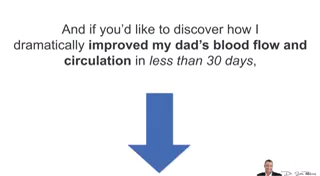 And if you'd like to discover how I
dramatically improved my dad's blood flow and
circulation in less than 30 days,